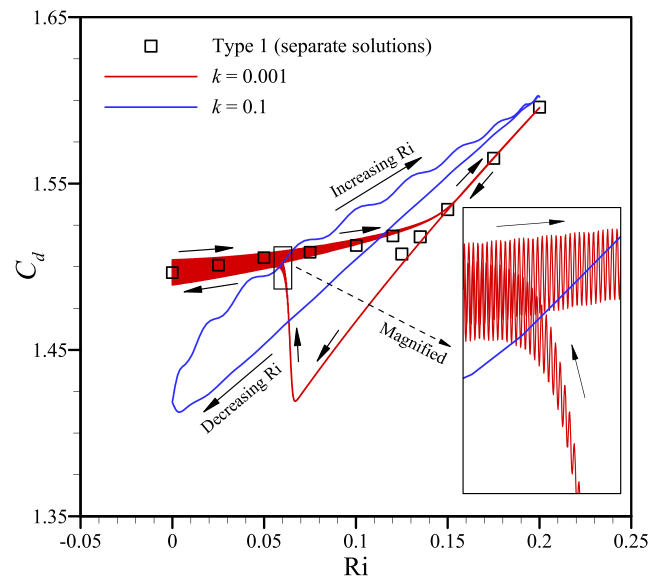 1.65
1.55
1.45
1.35
C_d
Type 1 (separate solutions)
k = 0.001
k = 0.1
Increasing Ri
Magnified
Decreasing Ri
-0.05
0
0.05
0.1
0.15
0.2
0.25
Ri